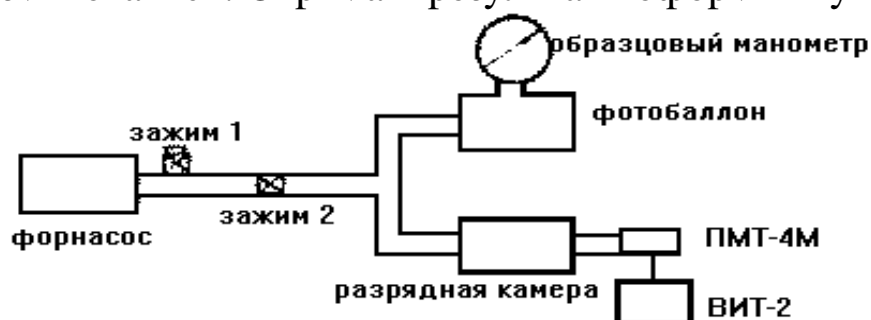 образцовый манометр
фотобаллон
зажим 1
зажим 2
форнасос
ПМТ-4М
разрядная камера
ВИТ-2